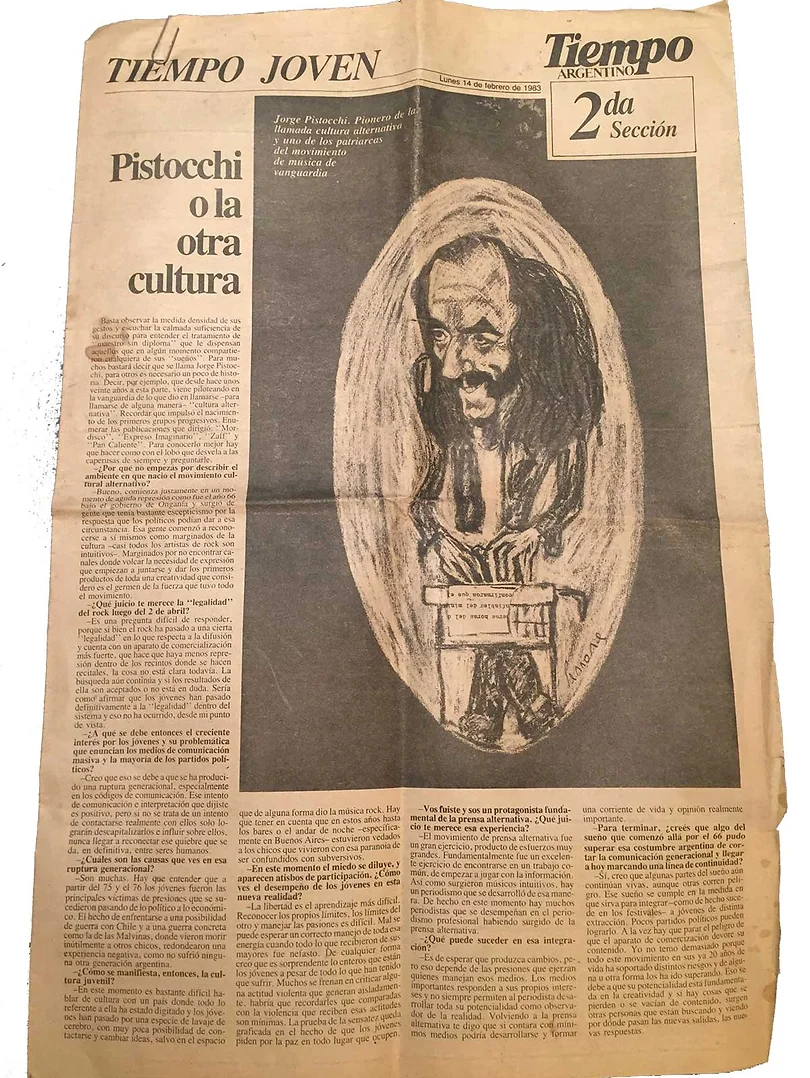 TIEMPO JOVEN
Lunes 14 de febrero de 1983
Tiempo
ARGENTINO
2da
Sección
Jorge Pistocchi. Pionero de la
llamada cultura alternativa
y uno de los patriarcas
del movimiento
de musica de
vanguardia
Pistocchi
o la
otra
cultura
Basta observar la medida densidad de sus
gestos y escuchar la calmada suficiencia de
su discurso para entender el tratamiento de
"maestro sin diploma" que le dispensan
aquellos que en algún momento compartie-
ron cualquiera de sus "sueños". Para mu-
chos bastará decir que se llama Jorge Pistoc-
chi, para otros es necesario un poco de histo-
ria. Decir, por ejemplo, que desde hace unos
veinte años a esta parte, viene piloteando en
la vanguardia de lo que dio en llamarse –para
llamarse de alguna manera– "cultura alter-
nativa". Recordar que impulsó el nacimiento
de los primeros grupos progresivos. Enu-
merar las publicaciones que dirigió: "Mor-
disco", "Expreso Imaginario", "Zaff" y
"Pan Caliente". Para conocerlo mejor hay
que hacer como con el lobo que desvela a las
caperusas de siempre y preguntarle.
–¿Por que no empezás por describir el
ambiente en que nació el movimiento cul-
tural alternativo?
–Bueno, comienza justamente en un mo-
mento de aguda represión como fue el año 66
bajo el gobierno de Onganía y surgió de
gente que tenía bastante escepticismo por la
respuesta que los políticos podían dar a esa
circunstancia. Esa gente comenzó a recono-
cerse a sí mismos como marginados de la
cultura –casi todos los artistas de rock son
intuitivos–. Marginados por no encontrar ca-
nales donde volcar la necesidad de expresión
que empiezan a juntarse y dar los primeros
productos de toda una creatividad que consi-
dero es el germen de la fuerza que tuvo todo
el movimiento.
–¿Qué juicio te merece la "legalidad"
del rock luego del 2 de abril?
–Es una pregunta difícil de responder,
porque si bien el rock ha pasado a una cierta
"legalidad" en lo que respecta a la difusión
y cuenta con un aparato de comercialización
más fuerte, que hace que haya menos repre-
sión dentro de los recintos donde se hacen
recitales, la cosa no está clara todavía. La
búsqueda aún continúa y si los resultados de
ella son aceptados o no está en duda. Sería
como afirmar que los jóvenes han pasado
definitivamente a la "legalidad" dentro del
sistema y eso no ha ocurrido, desde mi punto
de vista.
–¿A qué se debe entonces el creciente
interés por los jóvenes y su problemática
que enuncian los medios de comunicación
masiva y la mayoría de los partidos polí-
ticos?
–Creo que eso se debe a que se ha produci-
do una ruptura generacional, especialmente
en los códigos de comunicación. Ese intento
de comunicación e interpretación que dijiste
es positivo, pero si no se trata de un intento
de contactarse realmente con ellos solo lo-
grarán descapitalizarlos e influir sobre ellos,
nunca llegar a reconectar ese quiebre que se
da, en definitiva, entre seres humanos.
–¿Cuáles son las causas que ves en esa
ruptura generacional?
–Son muchas. Hay que entender que a
partir del 75 y el 76 los jóvenes fueron las
principales víctimas de presiones que se su-
cedieron pasando de lo político a lo económi-
co. El hecho de enfrentarse a una posibilidad
de guerra con Chile y a una guerra concreta
como la de las Malvinas, donde vieron morir
inútilmente a otros chicos, redondearon una
experiencia negativa, como no sufrió ningu-
na otra generación argentina.
–¿Cómo se manifiesta, entonces, la cul-
tura juvenil?
–En este momento es bastante difícil ha-
blar de cultura con un país donde todo lo
referente a ella ha estado digitado y los jóve-
nes han pasado por una especie de lavaje de
cerebro, con muy poca posibilidad de con-
tactarse y cambiar ideas, salvo en el espacio
que de alguna forma dio la música rock. Hay
que tener en cuenta que en estos años hasta
los bares o el andar de noche –específica-
mente en Buenos Aires– estuvieron vedados
a los chicos que vivieron con esa paranoia de
ser confundidos con subversivos.
–En este momento el miedo se diluye, y
aparecen atisbos de participación. ¿Cómo
ves el desempeño de los jóvenes en esta
nueva realidad?
–La libertad es el aprendizaje más difícil.
Reconocer los propios límites, los límites del
otro y manejar las pasiones es difícil. Mal se
puede esperar un correcto manejo de toda esa
energía cuando todo lo que recibieron de sus
mayores fue nefasto. De cualquier forma
creo que es sorprendente lo enteros que están
los jóvenes a pesar de todo lo que han tenido
que sufrir. Muchos se frenan en criticar algu-
na actitud violenta que generan aisladamen-
te, habría que recordarles que comparadas
con la violencia que reciben esas actitudes
son mínimas. La prueba de la sensatez queda
graficada en el hecho de que los jóvenes
piden por la paz en todo lugar que ocupen.
–Vos fuiste y sos un protagonista funda-
mental de la prensa alternativa. ¿Qué jui-
cio te merece esa experiencia?
–El movimiento de prensa alternativa fue
un gran ejercicio, producto de esfuerzos muy
grandes. Fundamentalmente fue un excelen-
te ejercicio de encontrarse en un trabajo co-
mún, de empezar a jugar con la información.
Así como surgieron músicos intuitivos, hay
un periodismo que se desarrolló de esa mane-
ra. De hecho en este momento hay muchos
periodistas que se desempeñan en el perio-
dismo profesional habiendo surgido de la
prensa alternativa.
–¿Qué puede suceder en esa integra-
ción?
–Es de esperar que produzca cambios, pe-
ro eso depende de las presiones que ejerzan
quienes manejan esos medios. Los medios
importantes responden a sus propios intere-
ses y no siempre permiten al periodista desa-
rrollar toda su potencialidad como observa-
dor de la realidad. Volviendo a la prensa
alternativa te digo que si contara con míni-
mos medios podría desarrollarse y formar
una corriente de vida y opinión realmente
importante.
–Para terminar, ¿creés que algo del
sueño que comenzó allá por el 66 pudo
superar esa costumbre argentina de cor-
tar la comunicación generacional y llegar
a hoy marcando una línea de continuidad?
–Sí, creo que algunas partes del sueño aún
continúan vivas, aunque otras corren peli-
gro. Ese sueño se cumple en la medida en
que sirva para integrar –como de hecho suce-
de en los festivales– a jóvenes de distinta
extracción. Pocos partidos políticos pueden
lograrlo. A la vez hay que parar el peligro de
que el aparato de comercialización devore su
contenido. Yo no temo demasiado porque
todo este movimiento en sus ya 20 años de
vida ha soportado distintos riesgos y de algu-
na u otra forma los ha ido superando. Eso se
debe a que su potencialidad está fundamenta-
da en la creatividad y si hay cosas que se
pierden o se vacían de contenido, surgen
otras personas que están buscando y viendo
por dónde pasan las nuevas salidas, las nue-
vas respuestas.